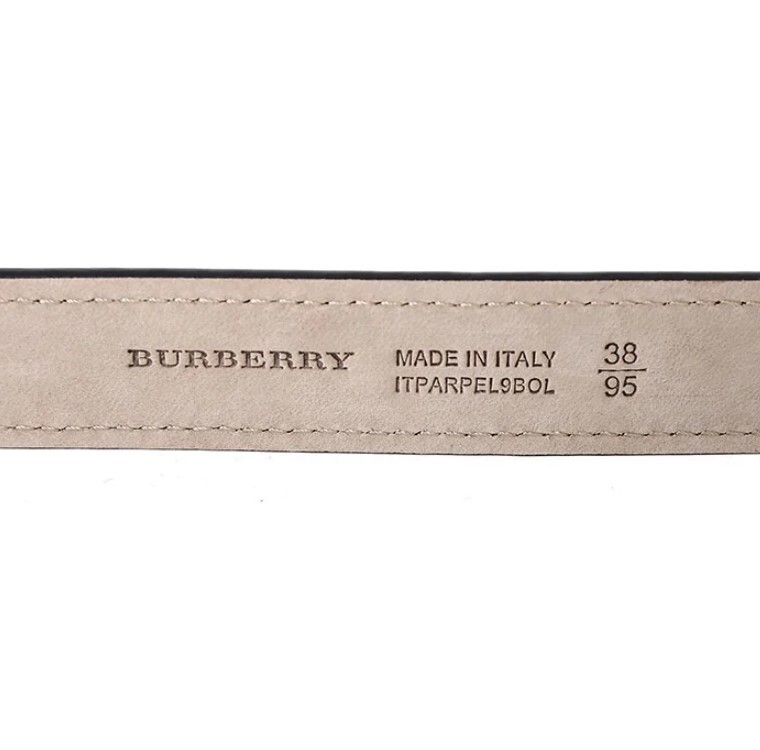 BURBERRY
MADE IN ITALY
ITPARPEL9BOL
38
95